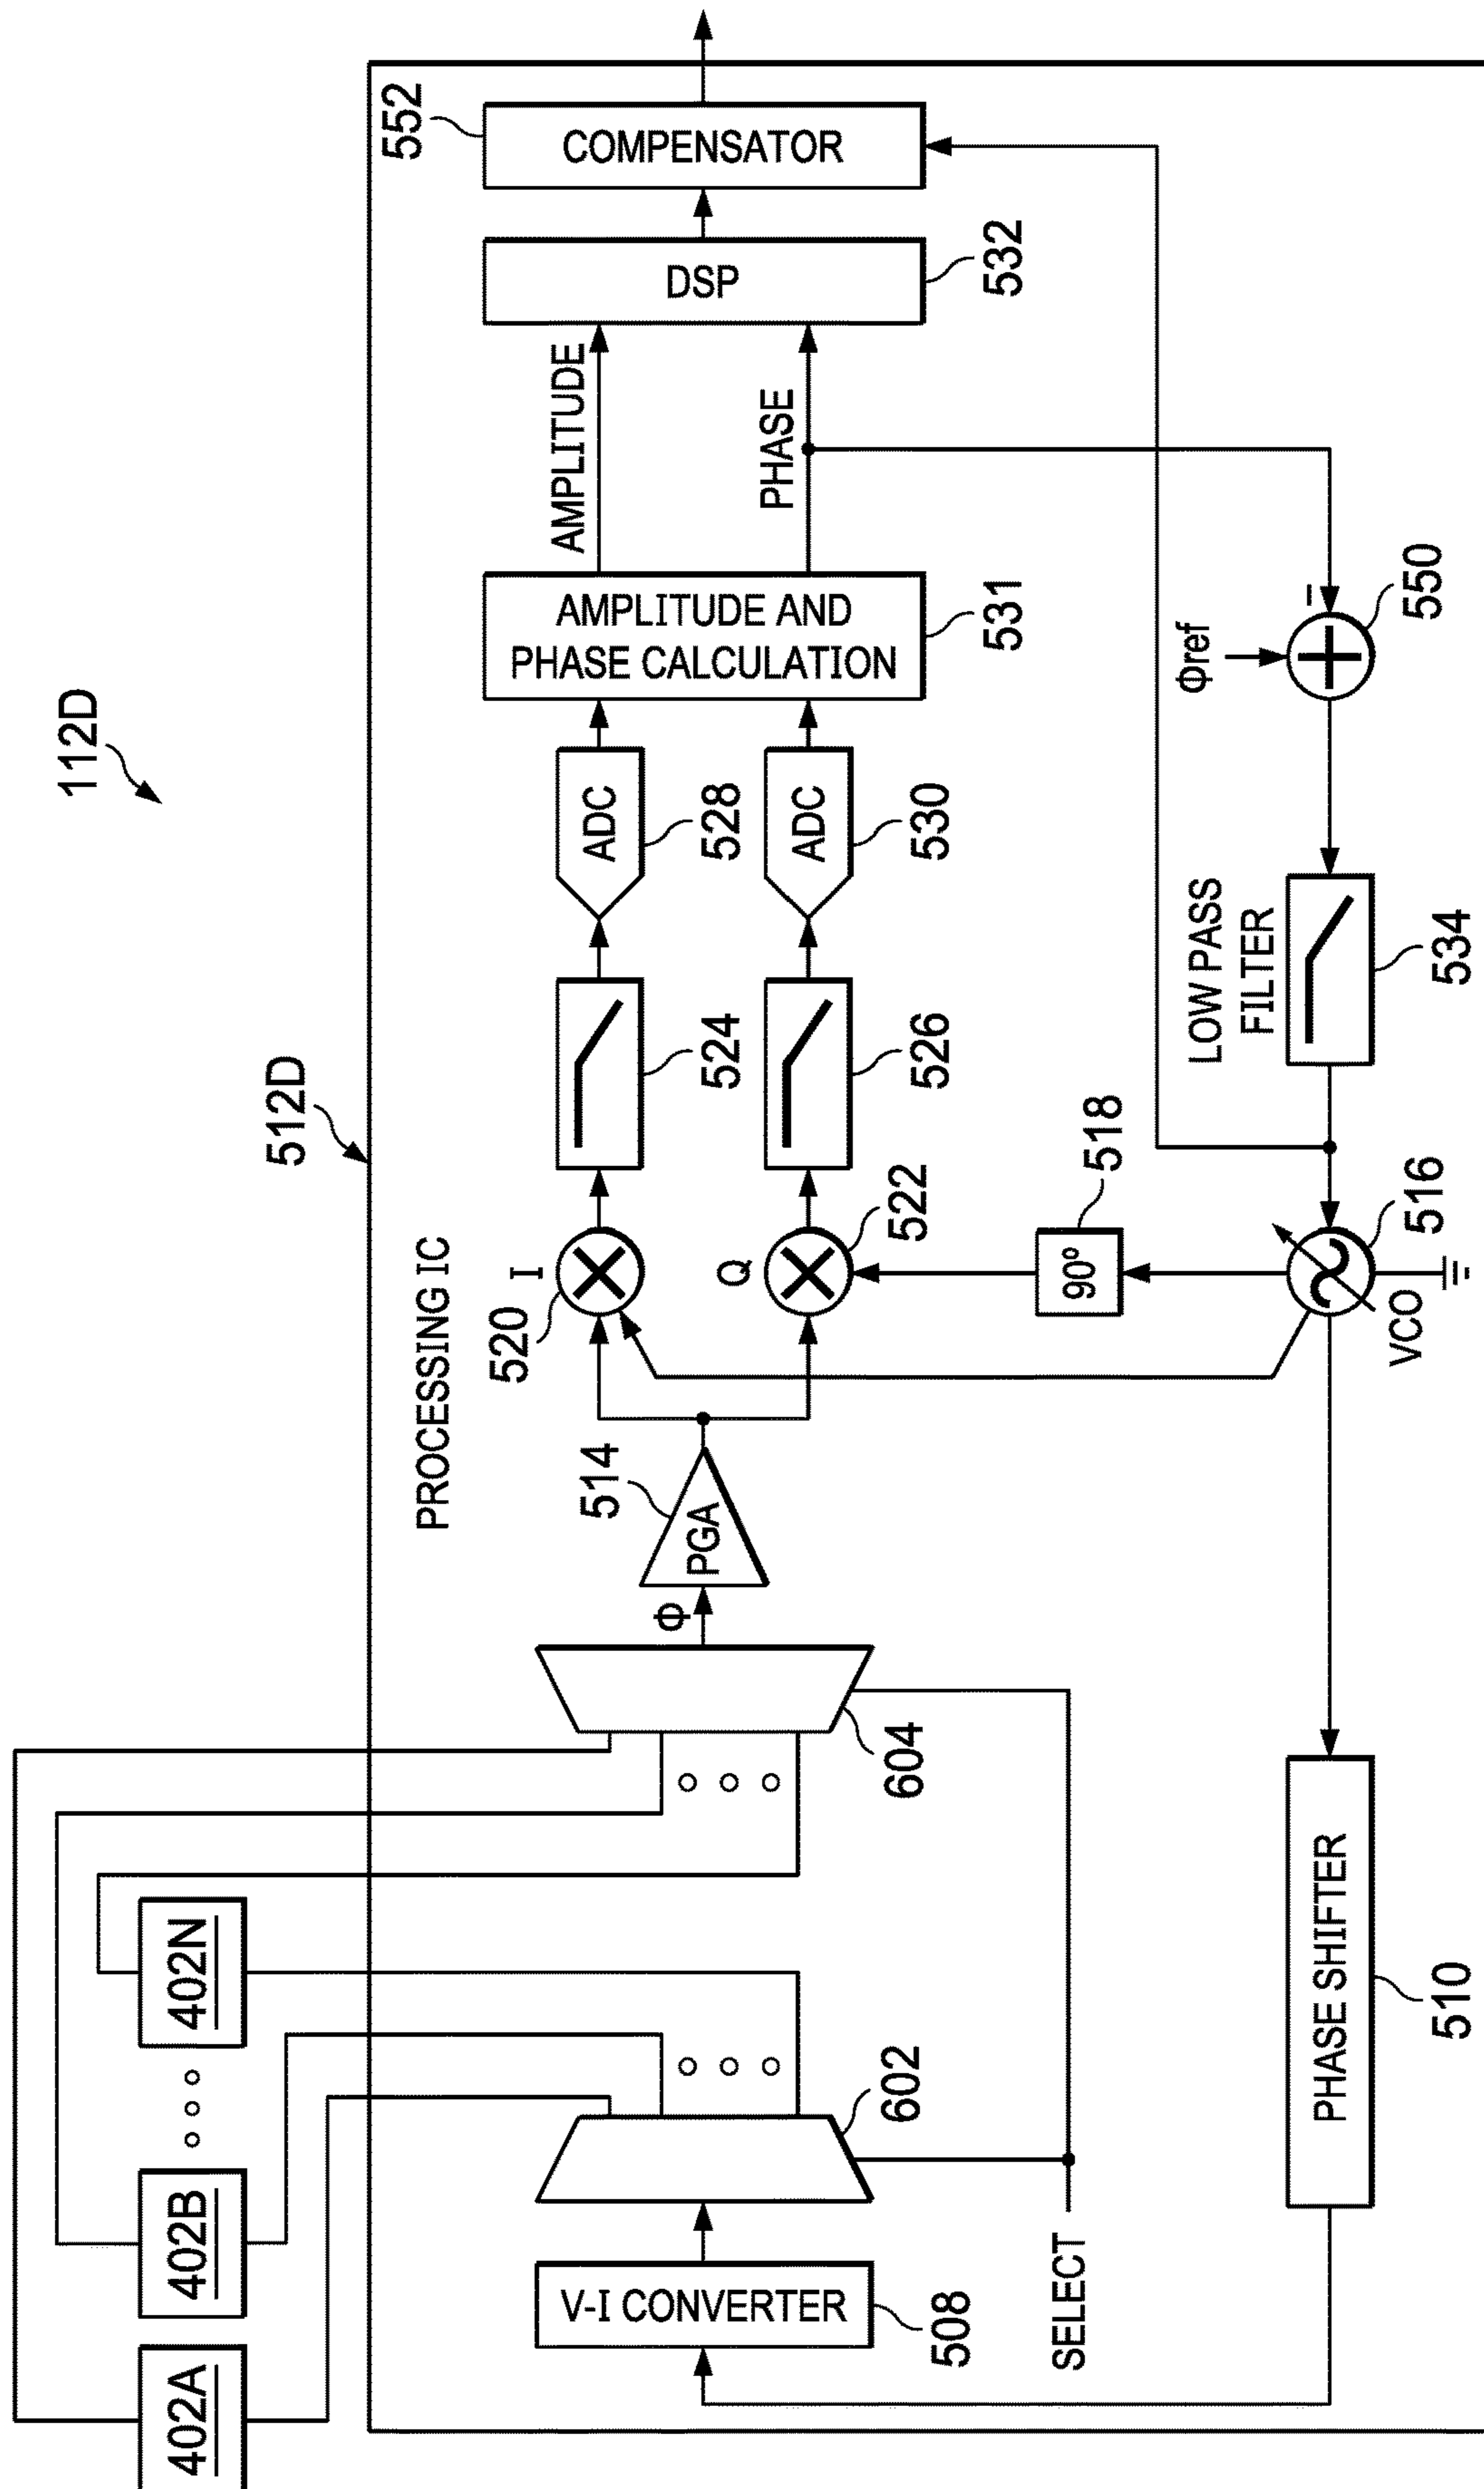 112D
512D
PROCESSING IC
402A
402B
402N
V-I CONVERTER
508
602
604
SELECT
Φ
PGA
514
I
520
Q
522
524
526
ADC
528
ADC
530
AMPLITUDE AND
PHASE CALCULATION
531
AMPLITUDE
PHASE
DSP
532
COMPENSATOR
552
90°
518
VCO
516
LOW PASS
FILTER
534
Φref
–
550
PHASE SHIFTER
510